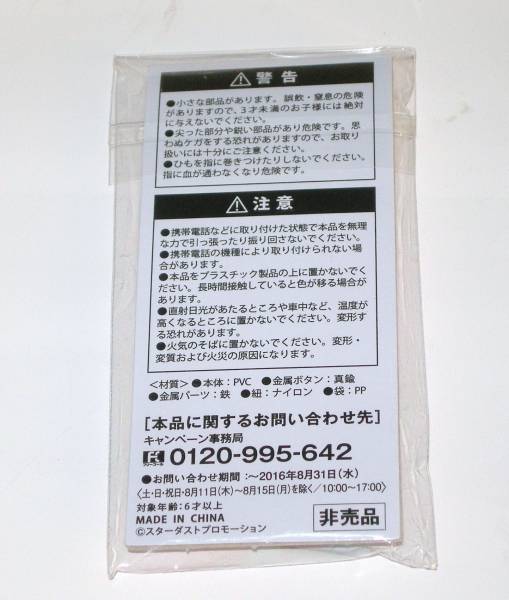 ⚠ 警告
●小さな部品があります。誤飲・窒息の危険
がありますので、3才未満のお子様には絶対
に与えないでください。
●尖った部分や鋭い部品があり危険です。思
わぬケガをする恐れがありますので、お取り
扱いには十分にご注意ください。
●ひもを指に巻きつけたりしないでください。
指に血が通わなくなり危険です。
⚠ 注意
●携帯電話などに取り付けた状態で本品を無理
な力で引っ張ったり振り回さないでください。
●携帯電話の機種により取り付けられない場
合があります。
●本品をプラスチック製品の上に置かないでく
ださい。長時間接触していると色が移る場合が
あります。
●直射日光があたるところや車中など、温度が
高くなるところに置かないでください。変形す
る恐れがあります。
●火気のそばに置かないでください。変形・
変質および火災の原因になります。
＜材質＞ ●本体：PVC ●金属ボタン：真鍮
●金属パーツ：鉄 ●紐：ナイロン ●袋：PP
[本品に関するお問い合わせ先]
キャンペーン事務局
フリーコール 0120-995-642
●お問い合わせ期間：～2016年8月31日(水)
〈土・日・祝日・8月11日(木)～8月15日(月)を除く／10:00～17:00〉
対象年齢：6才以上
MADE IN CHINA
©スターダストプロモーション
非売品